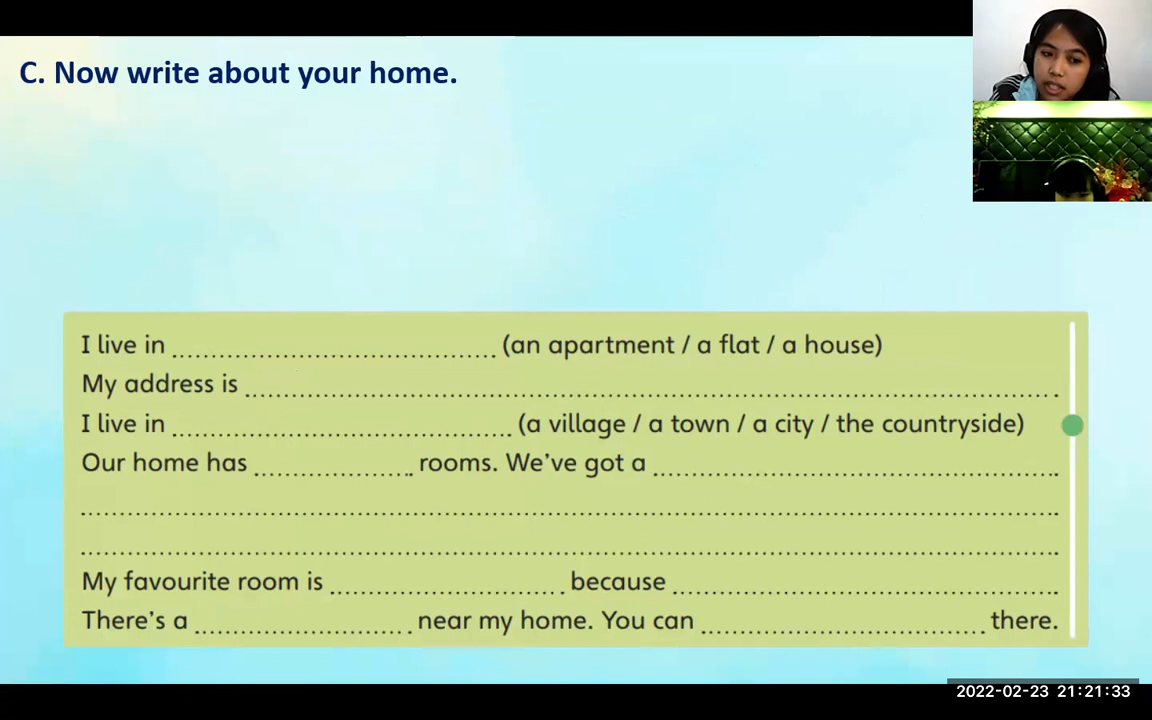 C. Now write about your home.
I live in ........................................ (an apartment / a flat / a house)
My address is ........................................................................................................ .
I live in .......................................... (a village / a town / a city / the countryside)
Our home has .................... rooms. We've got a ..................................................
..........................................................................................................................
..........................................................................................................................
My favourite room is ............................. because ................................................
There's a ........................... near my home. You can ................................... there.
2022-02-23 21:21:33